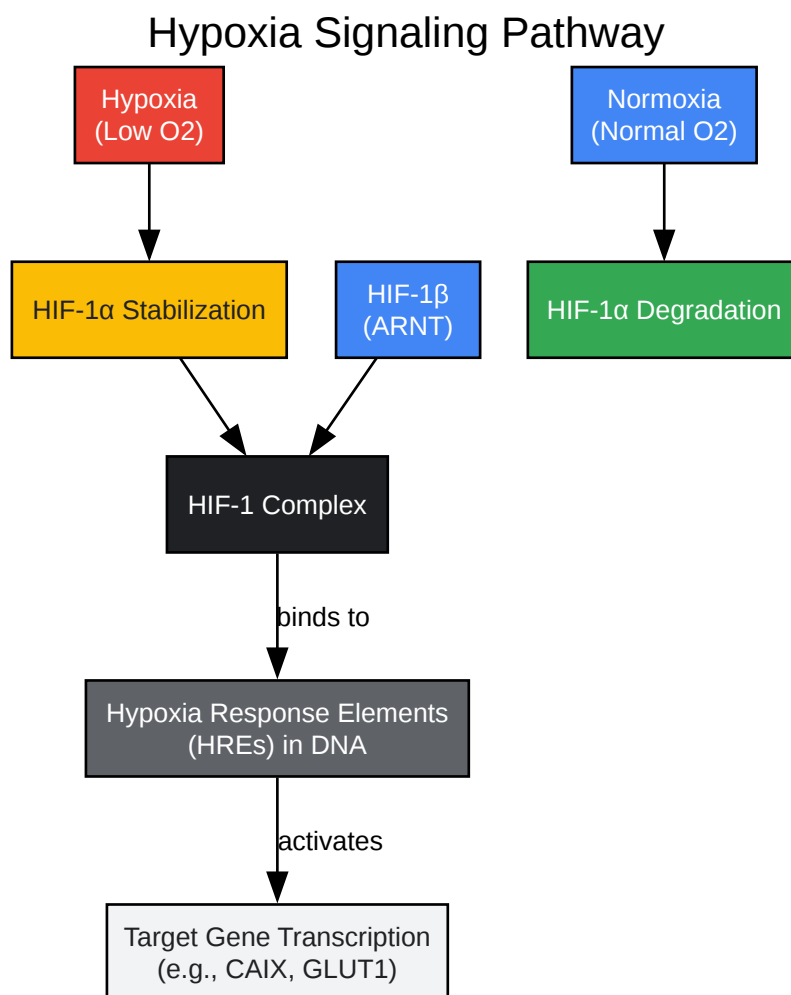 Hypoxia Signaling Pathway
Hypoxia
(Low O2)
Normoxia
(Normal O2)
HIF-1α Stabilization
HIF-1β
(ARNT)
HIF-1α Degradation
HIF-1 Complex
binds to
Hypoxia Response Elements
(HREs) in DNA
activates
Target Gene Transcription
(e.g., CAIX, GLUT1)